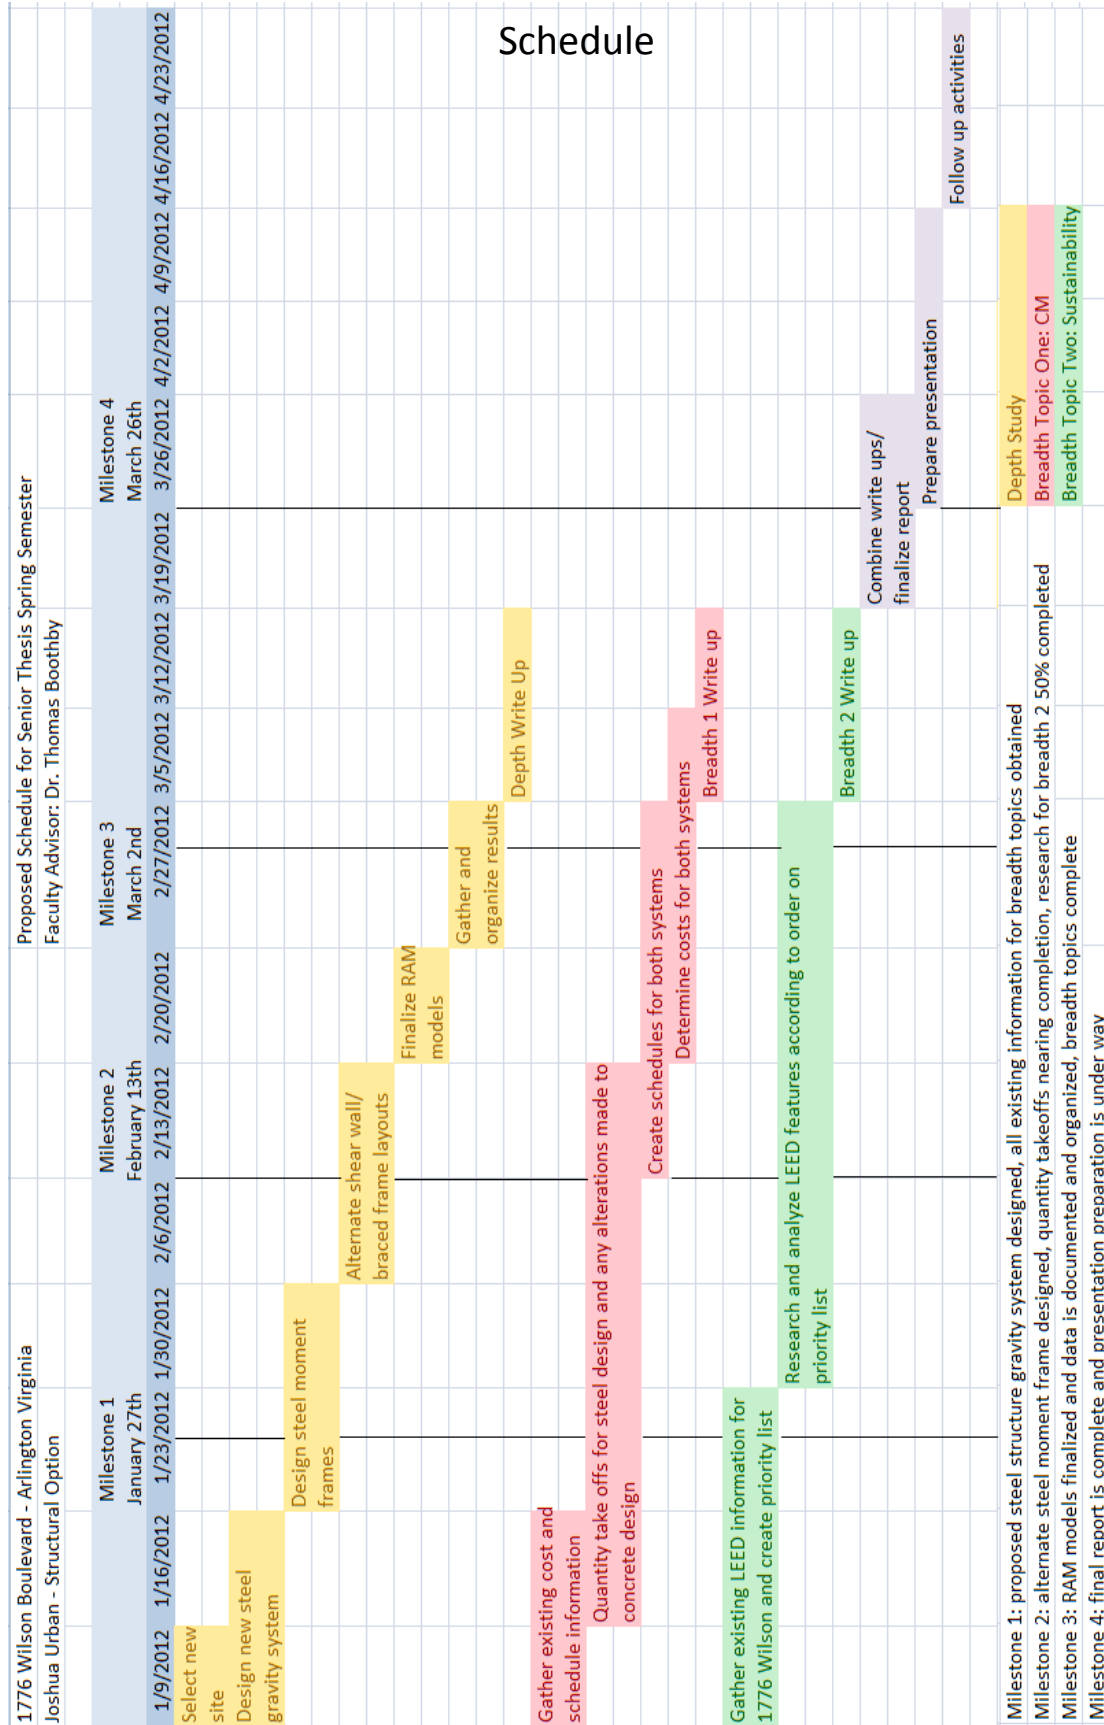 Schedule
1776 Wilson Boulevard - Arlington Virginia
Proposed Schedule for Senior Thesis Spring Semester
Joshua Urban - Structural Option
Faculty Advisor: Dr. Thomas Boothby
Milestone 1
January 27th
Milestone 2
February 13th
Milestone 3
March 2nd
Milestone 4
March 26th
1/9/2012 1/16/2012 1/23/2012 1/30/2012 2/6/2012 2/13/2012 2/20/2012 2/27/2012 3/5/2012 3/12/2012 3/19/2012 3/26/2012 4/2/2012 4/9/2012 4/16/2012 4/23/2012
Select new
site
Design new steel
gravity system
Design steel moment
frames
Alternate shear wall/
braced frame layouts
Finalize RAM
models
Gather and
organize results
Depth Write Up
Gather existing cost and
schedule information
Quantity take offs for steel design and any alterations made to
concrete design
Create schedules for both systems
Determine costs for both systems
Breadth 1 Write up
Gather existing LEED information for
1776 Wilson and create priority list
Research and analyze LEED features according to order on
priority list
Breadth 2 Write up
Combine write ups/
finalize report
Prepare presentation
Follow up activities
Milestone 1: proposed steel structure gravity system designed, all existing information for breadth topics obtained
Milestone 2: alternate steel moment frame designed, quantity takeoffs nearing completion, research for breadth 2 50% completed
Milestone 3: RAM models finalized and data is documented and organized, breadth topics complete
Milestone 4: final report is complete and presentation preparation is under way
Depth Study
Breadth Topic One: CM
Breadth Topic Two: Sustainability